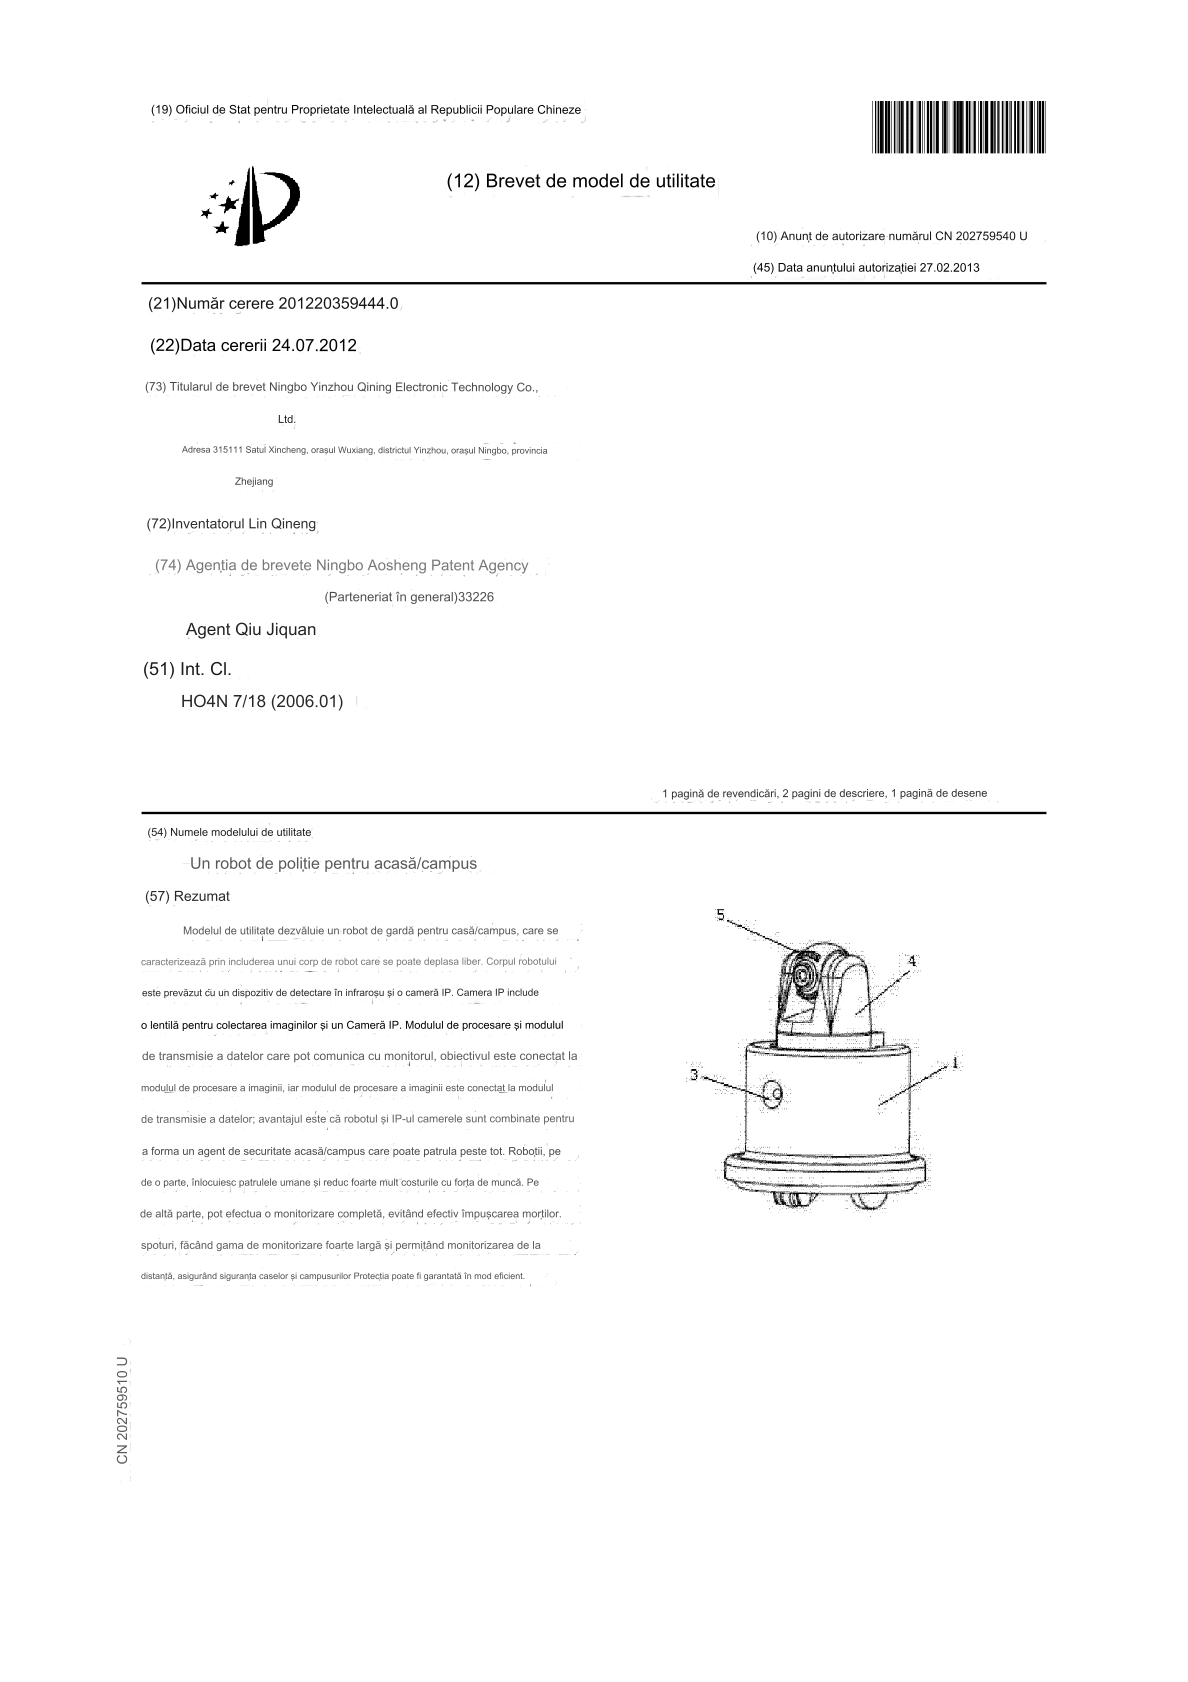 (19) Oficiul de Stat pentru Proprietate Intelectuală al Republicii Populare Chineze
(12) Brevet de model de utilitate
(10) Anunț de autorizare numărul CN 202759540 U
(45) Data anunțului autorizației 27.02.2013
(21)Număr cerere 201220359444.0
(22)Data cererii 24.07.2012
(73) Titularul de brevet Ningbo Yinzhou Qining Electronic Technology Co.,
Ltd.
Adresa 315111 Satul Xincheng, orașul Wuxiang, districtul Yinzhou, orașul Ningbo, provincia
Zhejiang
(72)Inventatorul Lin Qineng
(74) Agenția de brevete Ningbo Aosheng Patent Agency
(Parteneriat în general)33226
Agent Qiu Jiquan
(51) Int. Cl.
HO4N 7/18 (2006.01)
1 pagină de revendicări, 2 pagini de descriere, 1 pagină de desene
(54) Numele modelului de utilitate
Un robot de poliție pentru acasă/campus
(57) Rezumat
Modelul de utilitate dezvăluie un robot de gardă pentru casă/campus, care se
caracterizează prin includerea unui corp de robot care se poate deplasa liber. Corpul robotului
este prevăzut cu un dispozitiv de detectare în infraroșu și o cameră IP. Camera IP include
o lentilă pentru colectarea imaginilor și un Cameră IP. Modulul de procesare și modulul
de transmisie a datelor care pot comunica cu monitorul, obiectivul este conectat la
modulul de procesare a imaginii, iar modulul de procesare a imaginii este conectat la modulul
de transmisie a datelor; avantajul este că robotul și IP-ul camerele sunt combinate pentru
a forma un agent de securitate acasă/campus care poate patrula peste tot. Roboții, pe
de o parte, înlocuiesc patrulele umane și reduc foarte mult costurile cu forța de muncă. Pe
de altă parte, pot efectua o monitorizare completă, evitând efectiv împușcarea morților.
spoturi, făcând gama de monitorizare foarte largă și permițând monitorizarea de la
distanță, asigurând siguranța caselor și campusurilor Protecția poate fi garantată în mod eficient.
5
4
3
1
CN 202759510 U